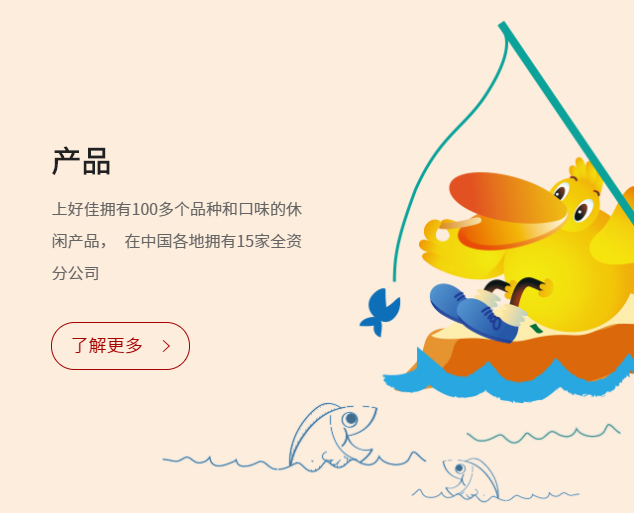 产品
上好佳拥有100多个品种和口味的休
闲产品， 在中国各地拥有15家全资
分公司
了解更多